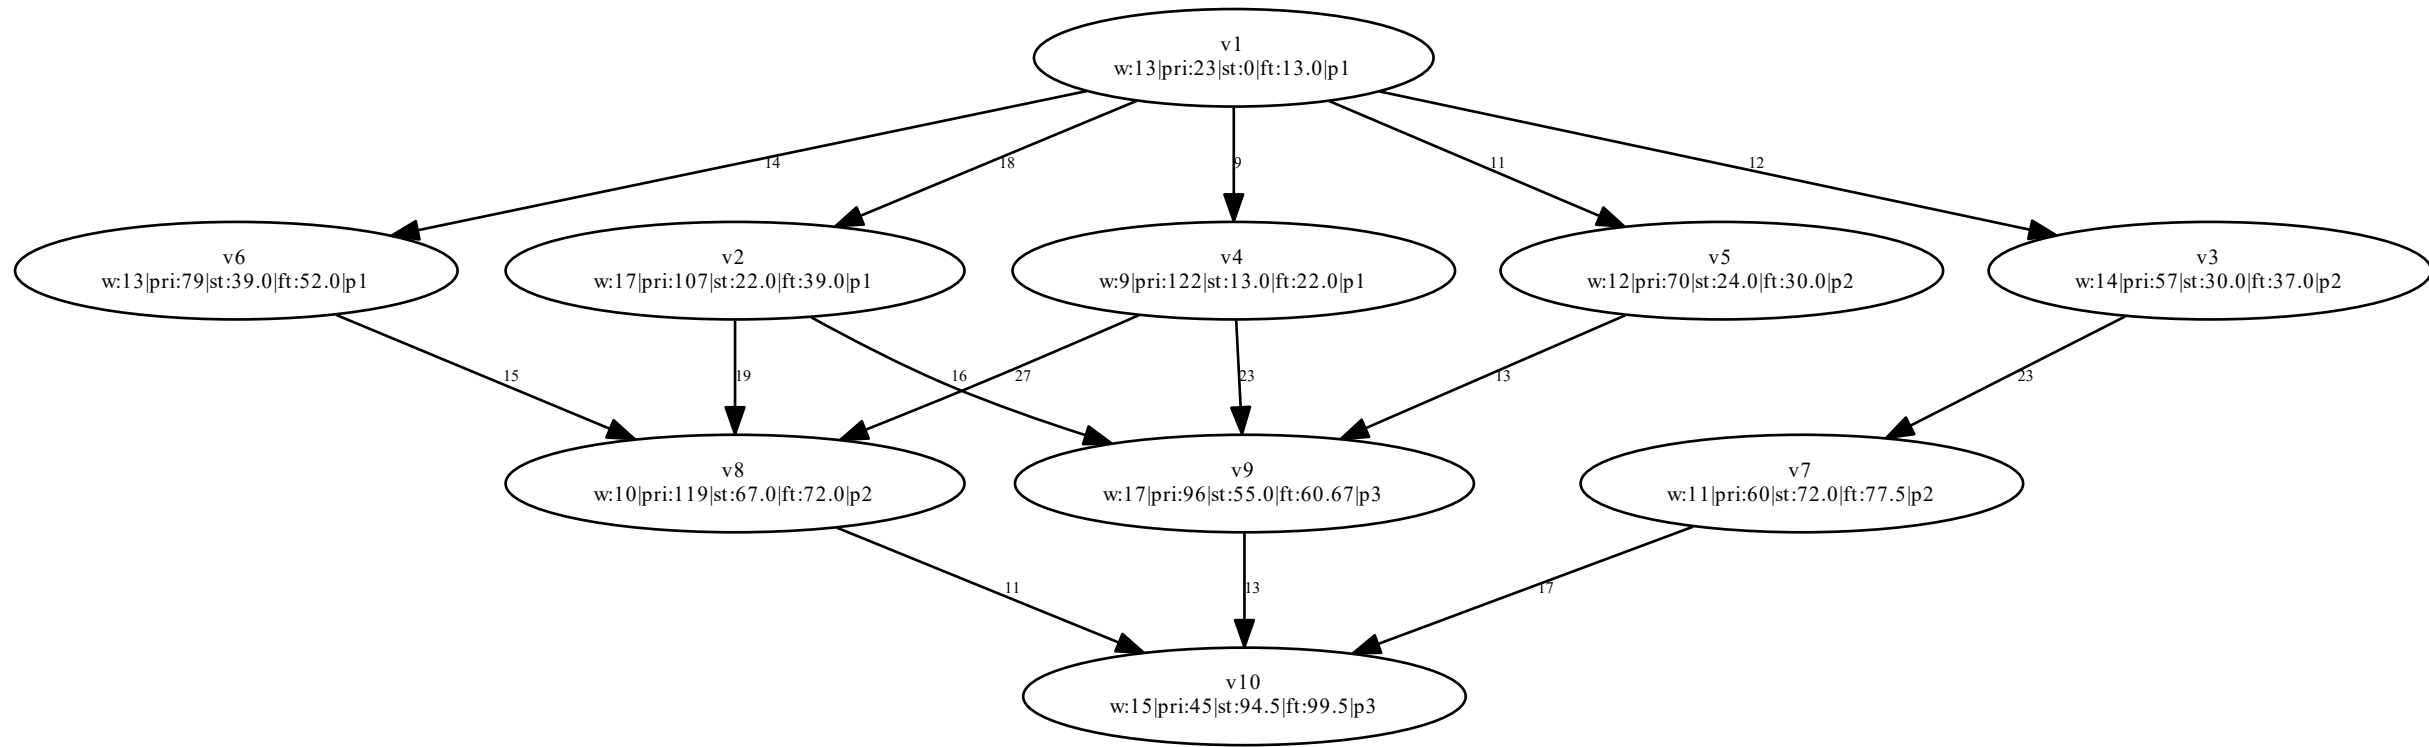 v1
w:13|pri:23|st:0|ft:13.0|p1
14
18
9
11
12
v6
w:13|pri:79|st:39.0|ft:52.0|p1
v2
w:17|pri:107|st:22.0|ft:39.0|p1
v4
w:9|pri:122|st:13.0|ft:22.0|p1
v5
w:12|pri:70|st:24.0|ft:30.0|p2
v3
w:14|pri:57|st:30.0|ft:37.0|p2
15
19
16
27
23
13
23
v8
w:10|pri:119|st:67.0|ft:72.0|p2
v9
w:17|pri:96|st:55.0|ft:60.67|p3
v7
w:11|pri:60|st:72.0|ft:77.5|p2
11
13
17
v10
w:15|pri:45|st:94.5|ft:99.5|p3